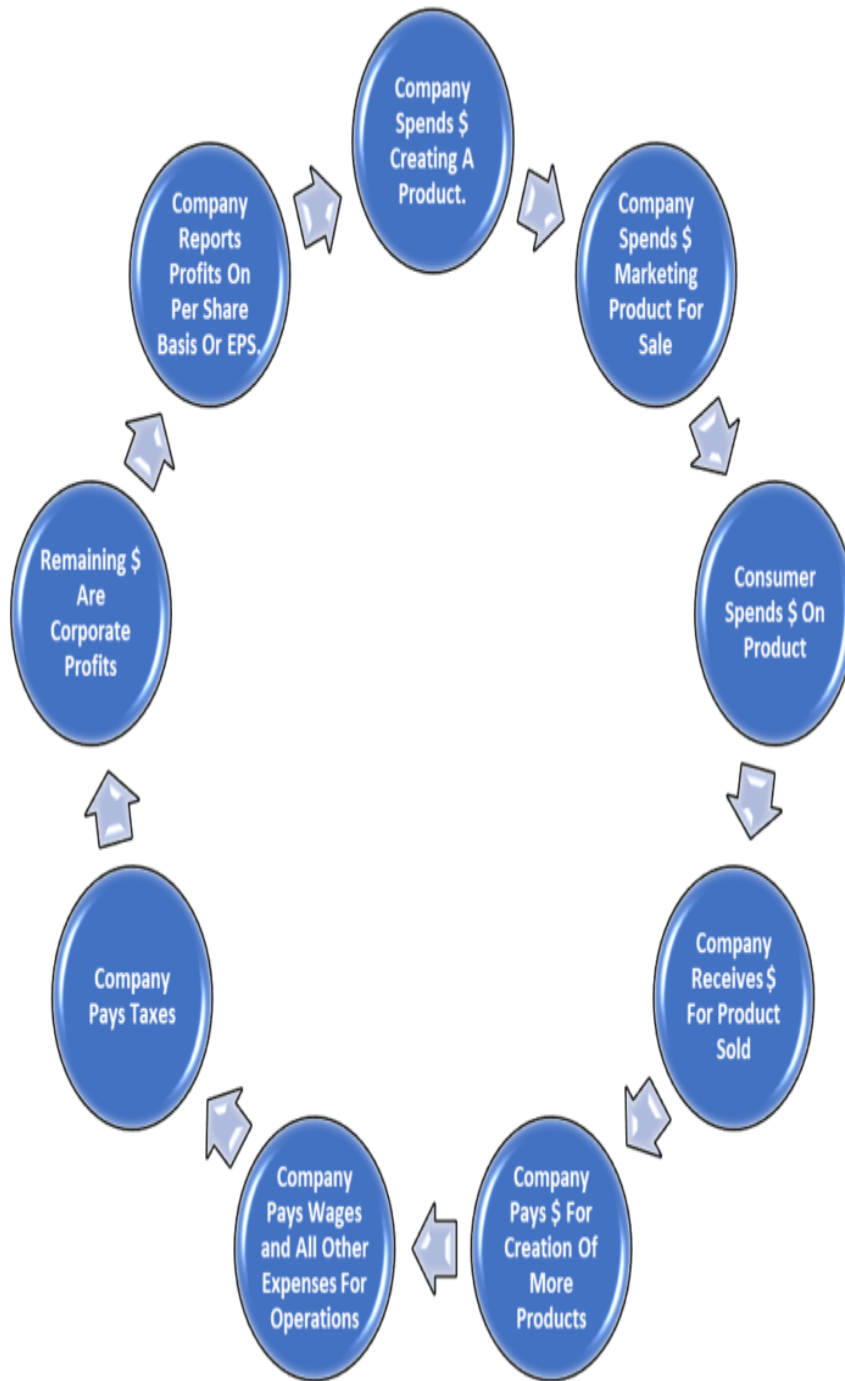 Company
Spends $
Creating A
Product.
Company
Spends $
Marketing
Product For
Sale
Consumer
Spends $ On
Product
Company
Receives $
For Product
Sold
Company
Pays $ For
Creation Of
More
Products
Company
Pays Wages
and All Other
Expenses For
Operations
Company
Pays Taxes
Remaining $
Are
Corporate
Profits
Company
Reports
Profits On
Per Share
Basis Or EPS.